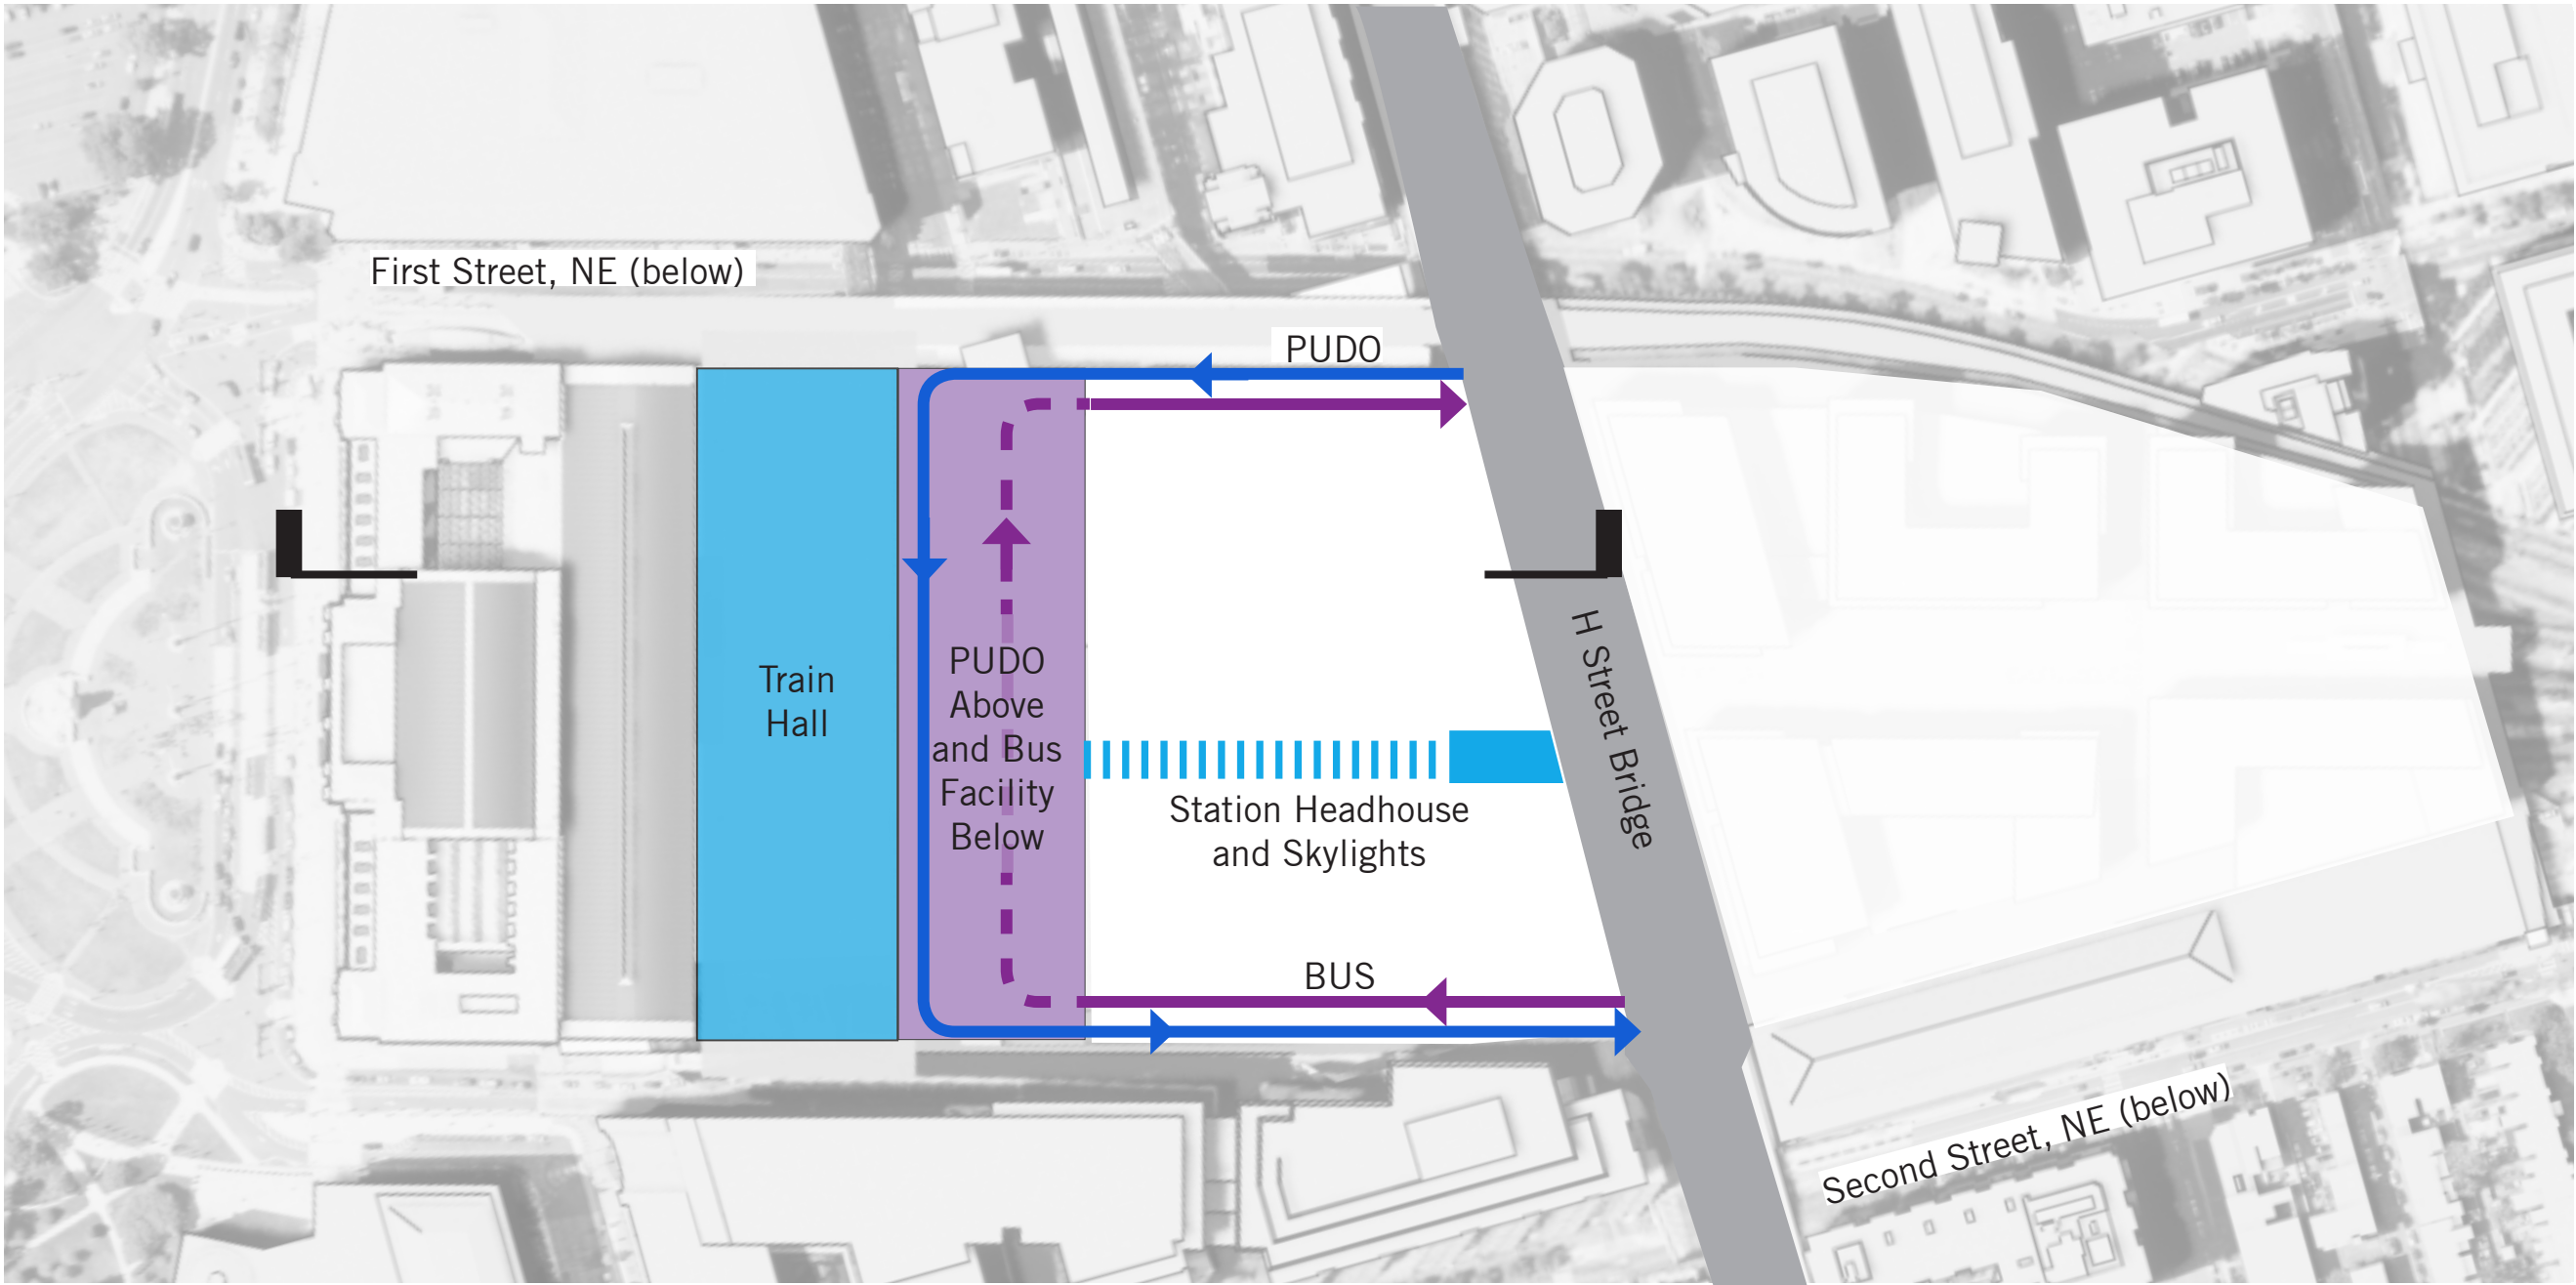 First Street, NE (below)
PUDO
Train
Hall
PUDO
Above
and Bus
Facility
Below
H Street Bridge
Station Headhouse
and Skylights
BUS
Second Street, NE (below)